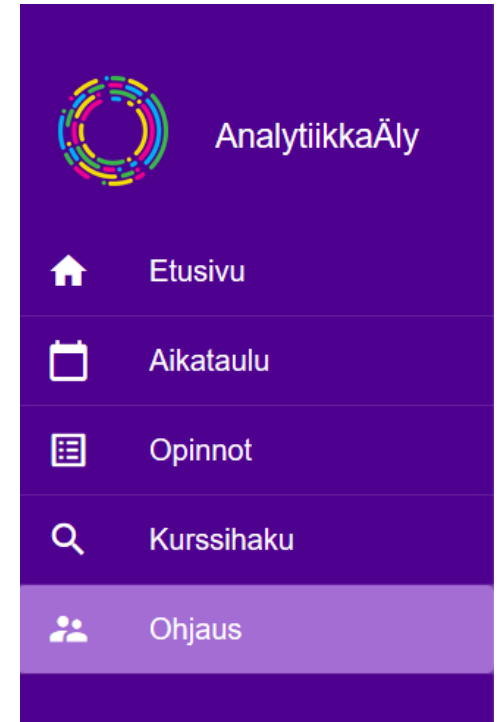 AnalytiikkaÄly
Etusivu
Aikataulu
Opinnot
Kurssihaku
Ohjaus